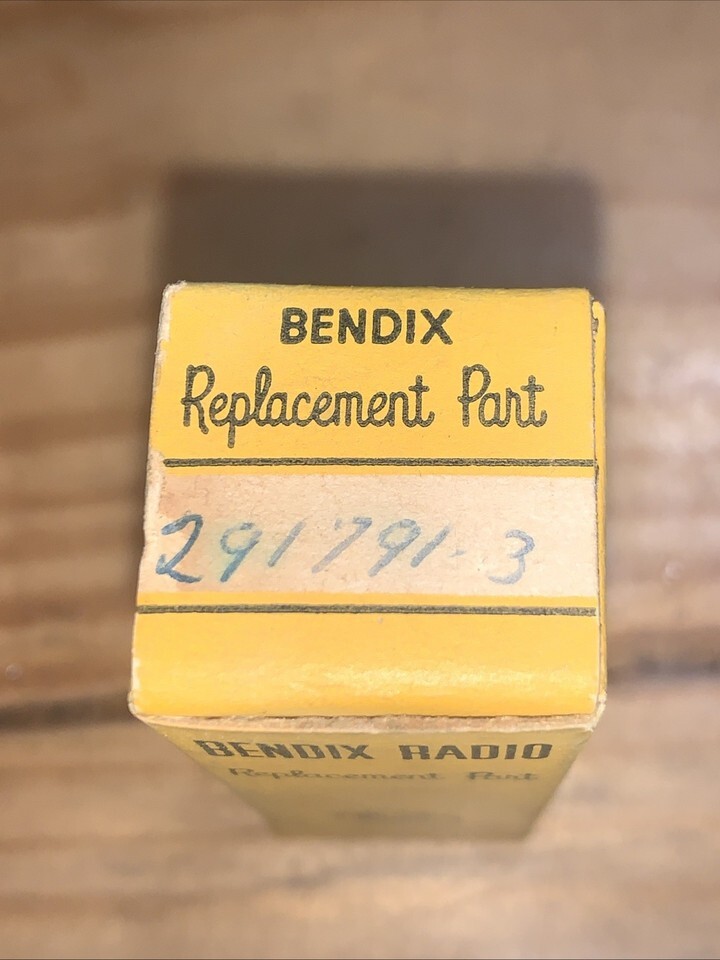 BENDIX
Replacement Part
291791-3
BENDIX RADIO
Replacement Part